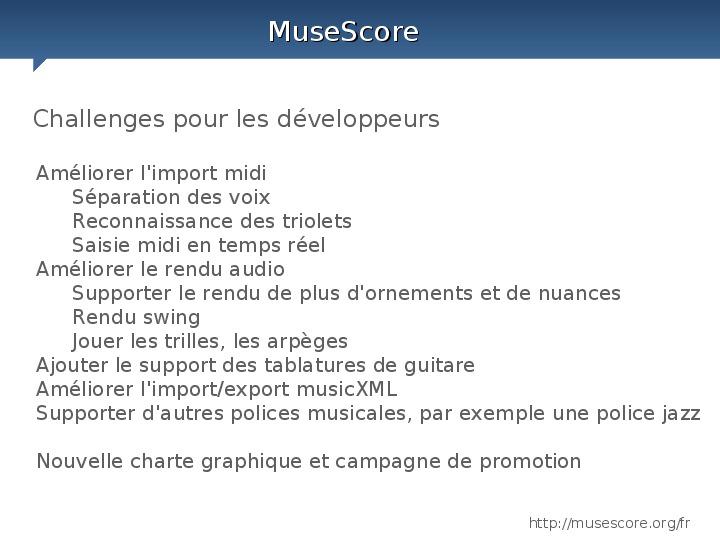 MuseScore
Challenges pour les développeurs
Améliorer l'import midi
Séparation des voix
Reconnaissance des triolets
Saisie midi en temps réel
Améliorer le rendu audio
Supporter le rendu de plus d'ornements et de nuances
Rendu swing
Jouer les trilles, les arpèges
Ajouter le support des tablatures de guitare
Améliorer l'import/export musicXML
Supporter d'autres polices musicales, par exemple une police jazz
Nouvelle charte graphique et campagne de promotion
http://musescore.org/fr